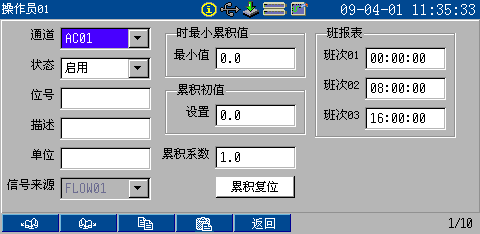 操作员01 09-04-01 11:35:33
通道 AC01
状态 启用
位号
描述
单位
信号来源 FLOW01
时最小累积值
最小值 0.0
累积初值
设置 0.0
累积系数 1.0
累积复位
班报表
班次01 00:00:00
班次02 08:00:00
班次03 16:00:00
返回 1/10